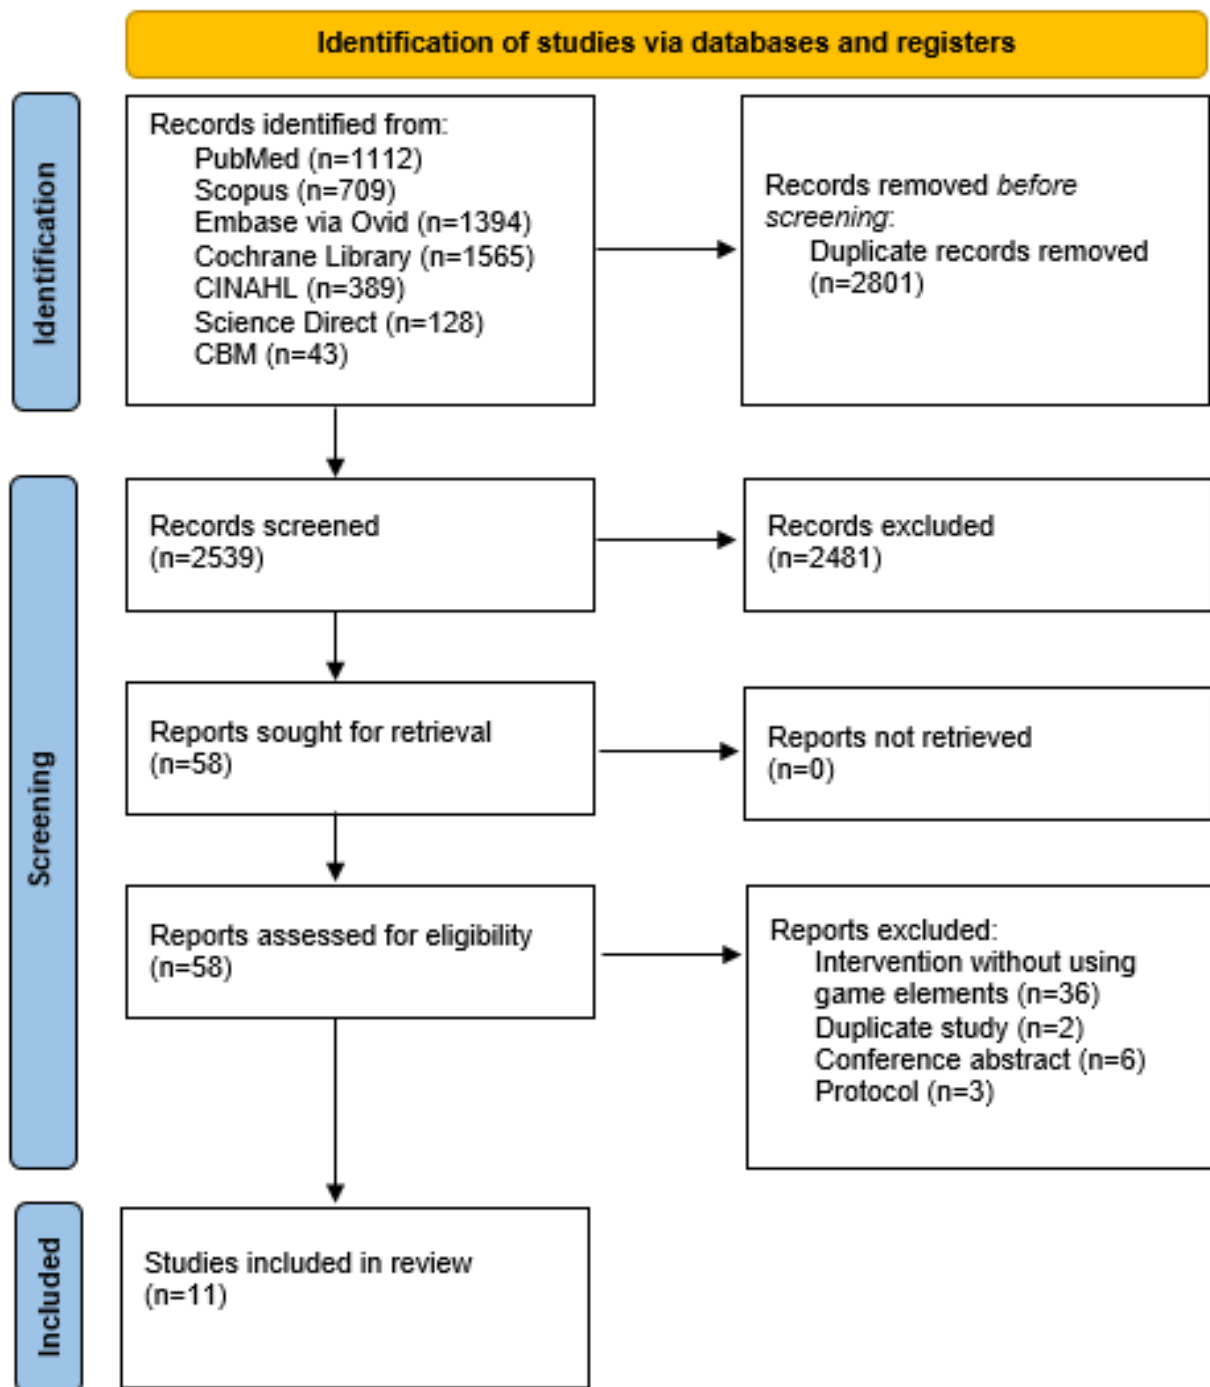 Identification of studies via databases and registers
Identification
Records identified from:
PubMed (n=1112)
Scopus (n=709)
Embase via Ovid (n=1394)
Cochrane Library (n=1565)
CINAHL (n=389)
Science Direct (n=128)
CBM (n=43)
Records removed before
screening:
Duplicate records removed
(n=2801)
Screening
Records screened
(n=2539)
Records excluded
(n=2481)
Reports sought for retrieval
(n=58)
Reports not retrieved
(n=0)
Reports assessed for eligibility
(n=58)
Reports excluded:
Intervention without using
game elements (n=36)
Duplicate study (n=2)
Conference abstract (n=6)
Protocol (n=3)
Included
Studies included in review
(n=11)